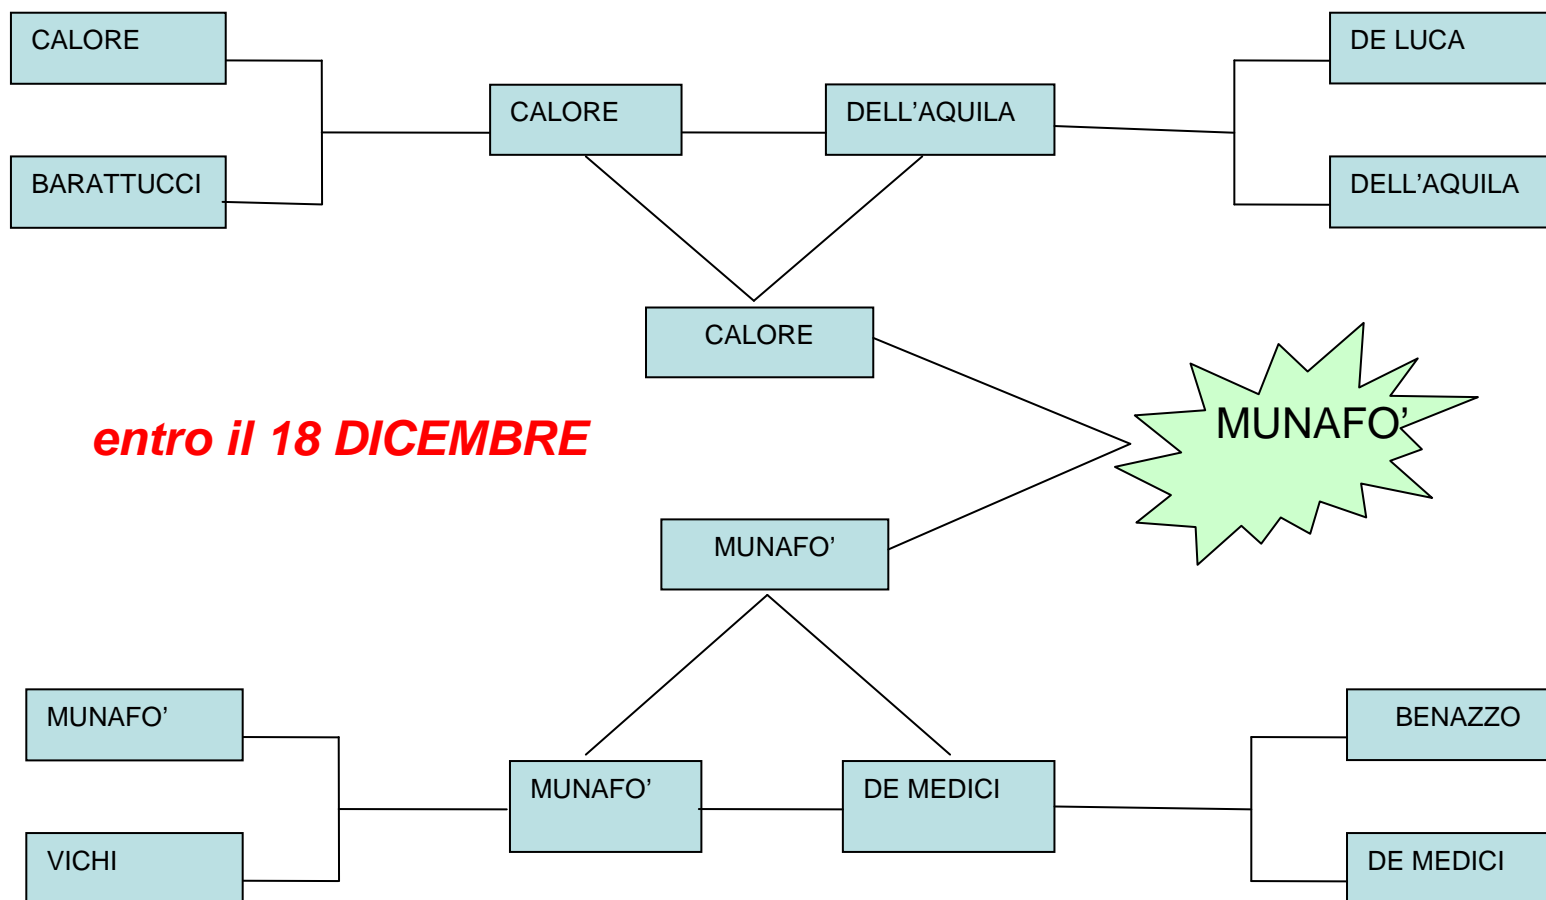 CALORE
DE LUCA
CALORE
DELL’AQUILA
BARATTUCCI
DELL’AQUILA
CALORE
MUNAFO’
entro il 18 DICEMBRE
MUNAFO’
MUNAFO’
BENAZZO
MUNAFO’
DE MEDICI
VICHI
DE MEDICI